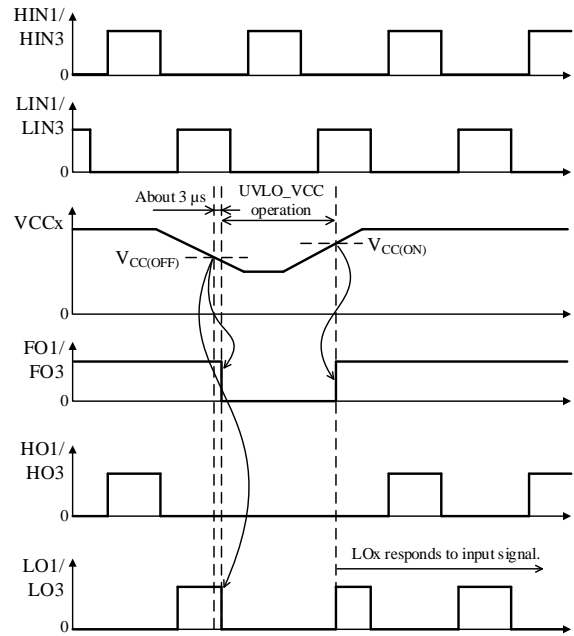 HIN1/
HIN3
0
LIN1/
LIN3
0
About 3 µs
UVLO_VCC
operation
VCCx
VCC(OFF)
VCC(ON)
0
FO1/
FO3
0
HO1/
HO3
0
LOx responds to input signal.
LO1/
LO3
0